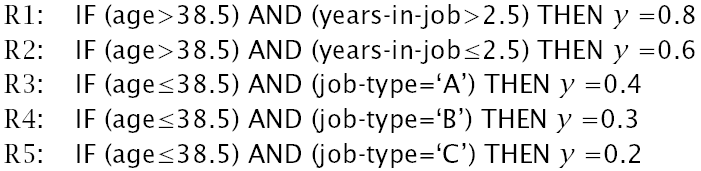 R1: IF (age>38.5) AND (years-in-job>2.5) THEN y =0.8
R2: IF (age>38.5) AND (years-in-job≤2.5) THEN y =0.6
R3: IF (age≤38.5) AND (job-type=‘A’) THEN y =0.4
R4: IF (age≤38.5) AND (job-type=‘B’) THEN y =0.3
R5: IF (age≤38.5) AND (job-type=‘C’) THEN y =0.2